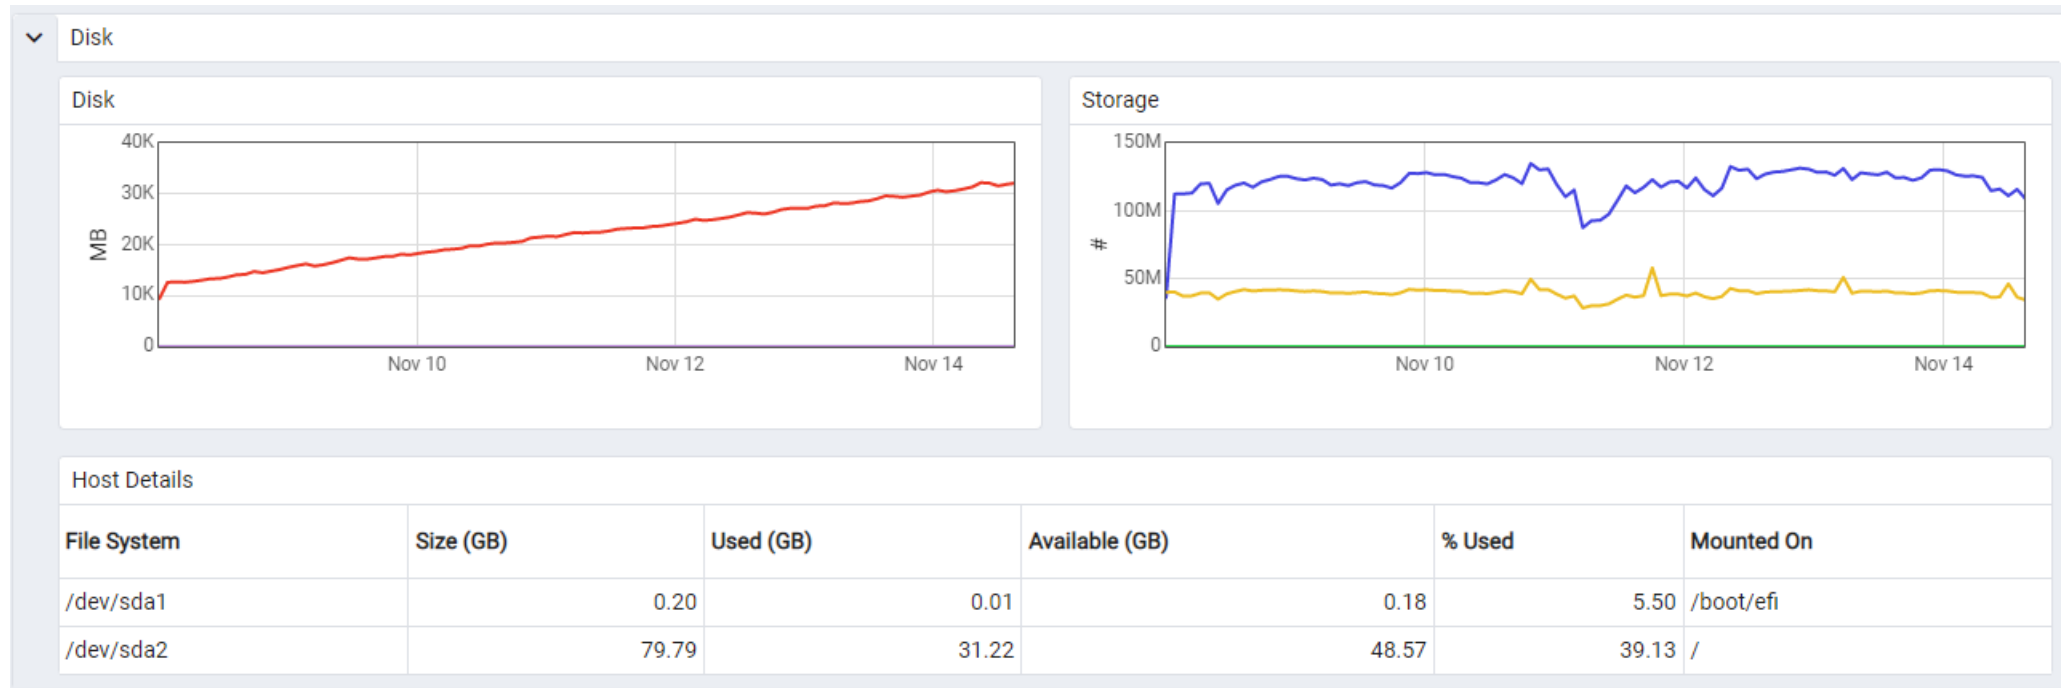 Disk
Disk
40K
30K
20K
10K
0
MB
Nov 10 Nov 12 Nov 14
Storage
150M
100M
50M
0
#
Nov 10 Nov 12 Nov 14
Host Details
File System Size (GB) Used (GB) Available (GB) % Used Mounted On
/dev/sda1 0.20 0.01 0.18 5.50 /boot/efi
/dev/sda2 79.79 31.22 48.57 39.13 /